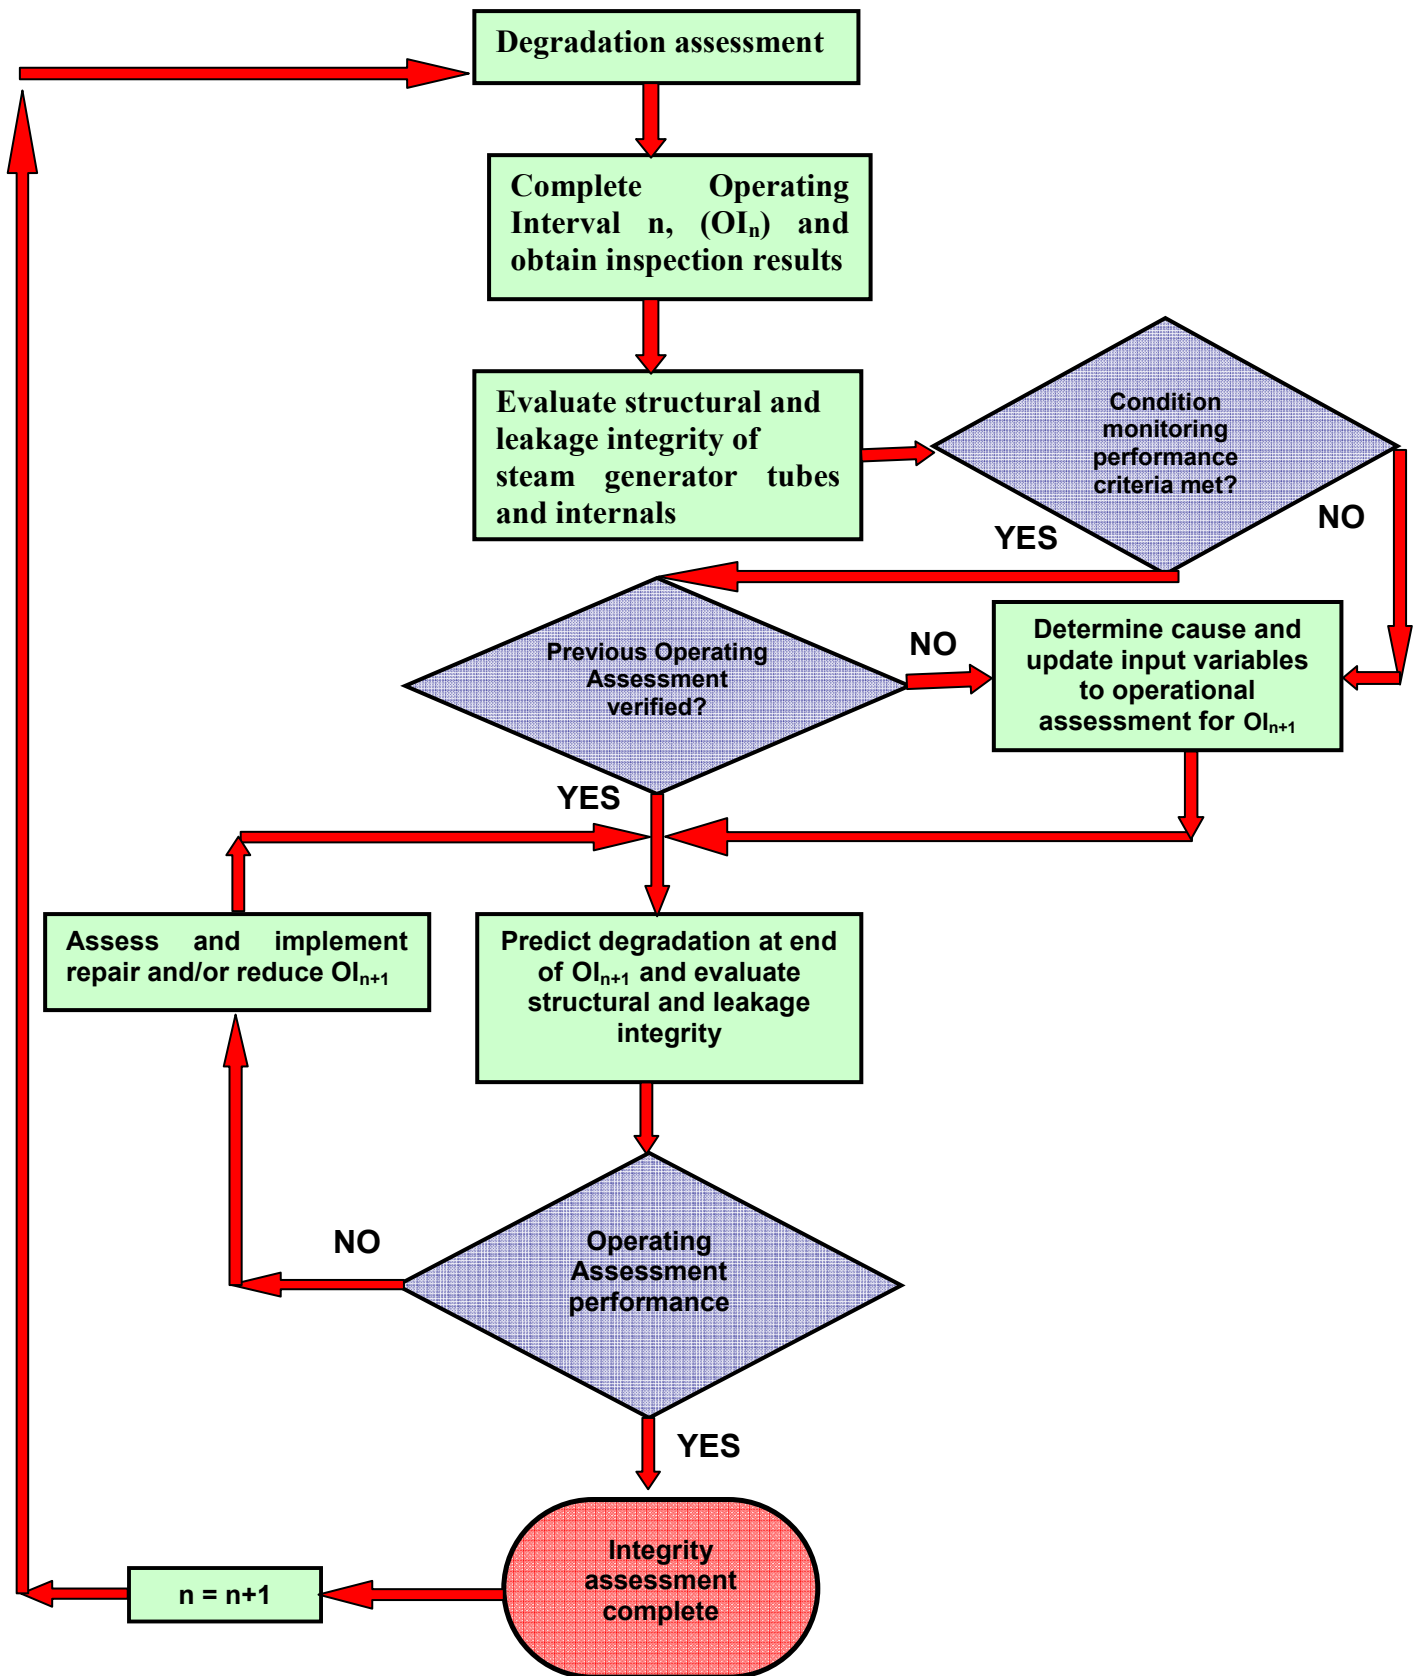 Degradation assessment
Complete Operating
Interval n, (OIₙ) and
obtain inspection results
Evaluate structural and
leakage integrity of
steam generator tubes
and internals
Condition
monitoring
performance
criteria met?
YES
NO
Previous Operating
Assessment
verified?
NO
Determine cause and
update input variables
to operational
assessment for OIₙ₊₁
YES
Assess and implement
repair and/or reduce OIₙ₊₁
Predict degradation at end
of OIₙ₊₁ and evaluate
structural and leakage
integrity
NO
Operating
Assessment
performance
YES
Integrity
assessment
complete
n = n+1